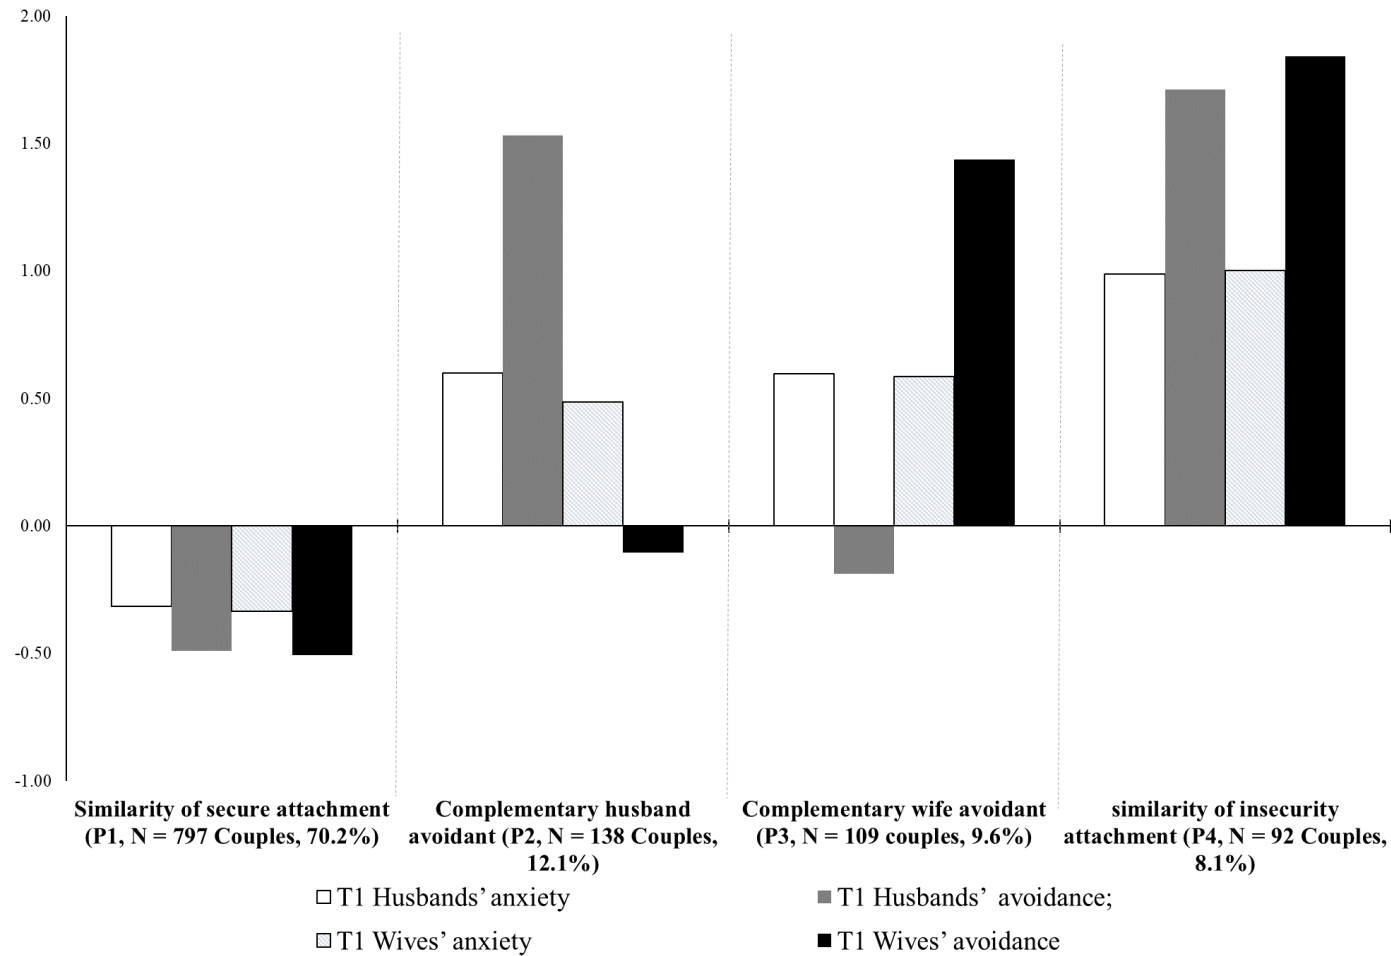 2.00
1.50
1.00
0.50
0.00
-0.50
-1.00
Similarity of secure attachment
(P1, N = 797 Couples, 70.2%)
Complementary husband
avoidant (P2, N = 138 Couples,
12.1%)
Complementary wife avoidant
(P3, N = 109 couples, 9.6%)
similarity of insecurity
attachment (P4, N = 92 Couples,
8.1%)
T1 Husbands’ anxiety
T1 Husbands’ avoidance;
T1 Wives’ anxiety
T1 Wives’ avoidance